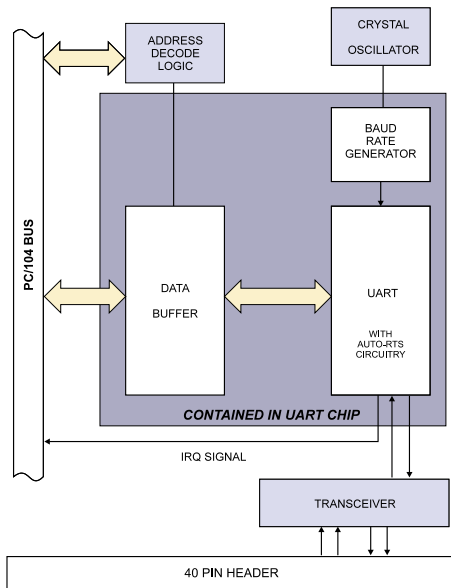 ADDRESS
DECODE
LOGIC
CRYSTAL
OSCILLATOR
BAUD
RATE
GENERATOR
PC/104 BUS
DATA
BUFFER
UART
WITH
AUTO-RTS
CIRCUITRY
CONTAINED IN UART CHIP
IRQ SIGNAL
TRANSCEIVER
40 PIN HEADER